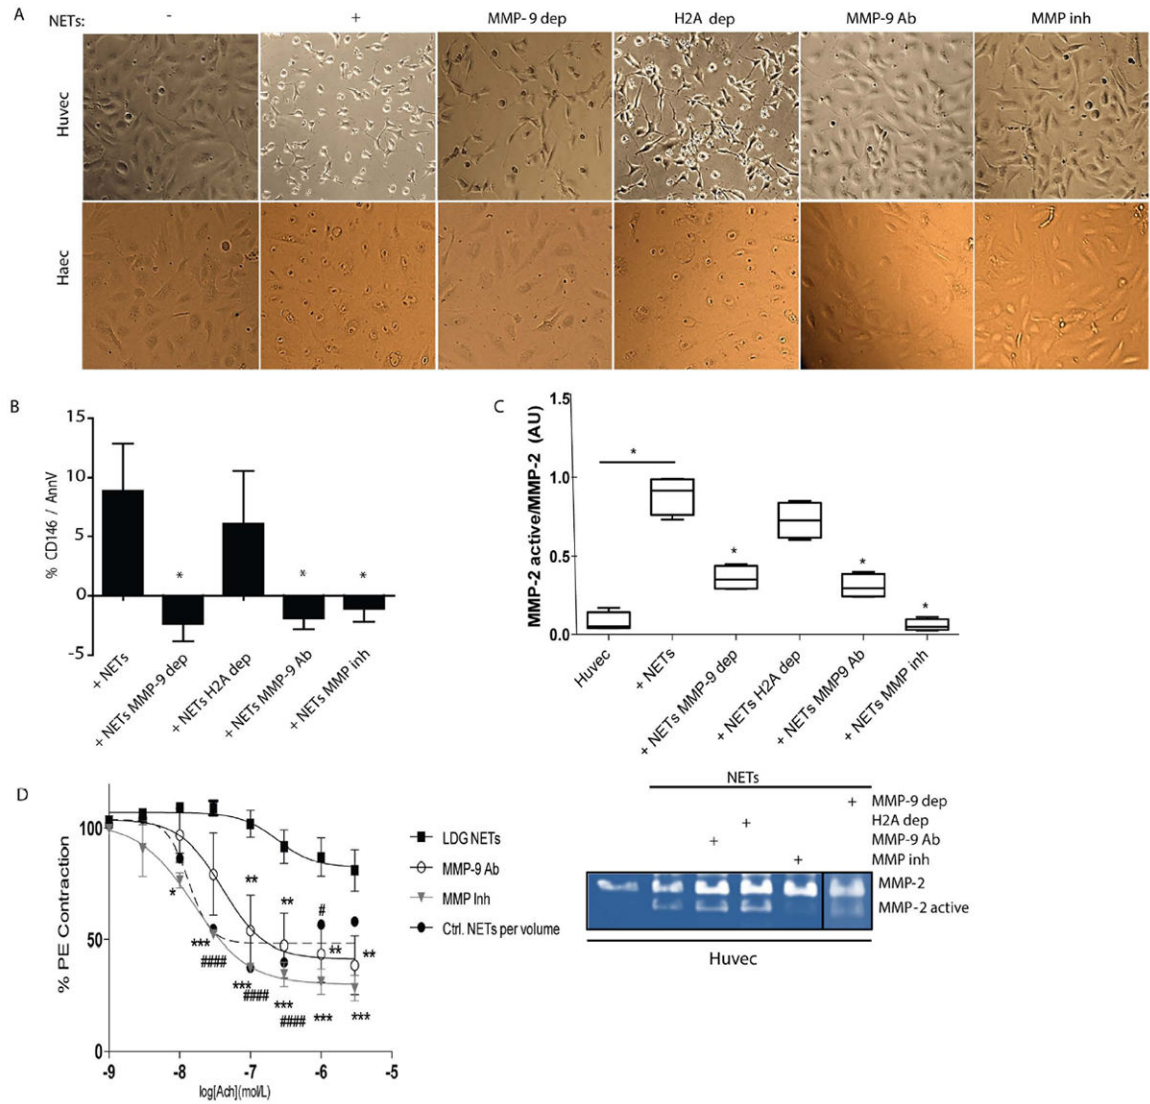 A
NETs: - + MMP-9 dep H2A dep MMP-9 Ab MMP inh
Huvec
Haec
B
% CD146 / AnnV
15
10
5
0
-5
+ NETs
+ NETs MMP-9 dep
+ NETs H2A dep
+ NETs MMP-9 Ab
+ NETs MMP inh
* * *
C
MMP-2 active/MMP-2 (AU)
1.5
1.0
0.5
0.0
* * * *
Huvec
+ NETs
+ NETs MMP-9 dep
+ NETs H2A dep
+ NETs MMP9 Ab
+ NETs MMP inh
NETs
+ MMP-9 dep
+ H2A dep
+ MMP-9 Ab
+ MMP inh
MMP-2
MMP-2 active
Huvec
D
% PE Contraction
100
50
0
-9 -8 -7 -6 -5
log[Ach](mol/L)
LDG NETs
MMP-9 Ab
MMP Inh
Ctrl. NETs per volume
*
***
####
**
***
####
**
***
####
#
**
***
**
***